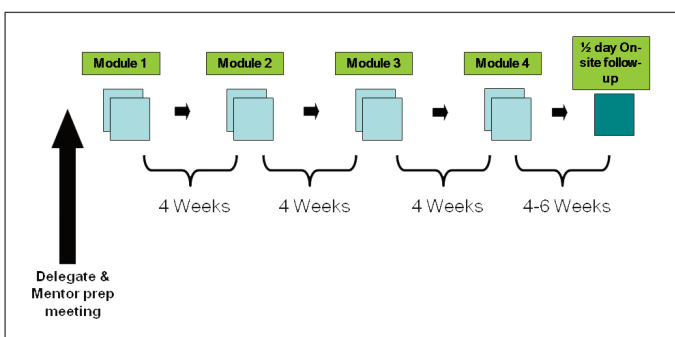 ½ day On-
site follow-
up
Module 1
Module 2
Module 3
Module 4
4 Weeks
4 Weeks
4 Weeks
4-6 Weeks
Delegate &
Mentor prep
meeting